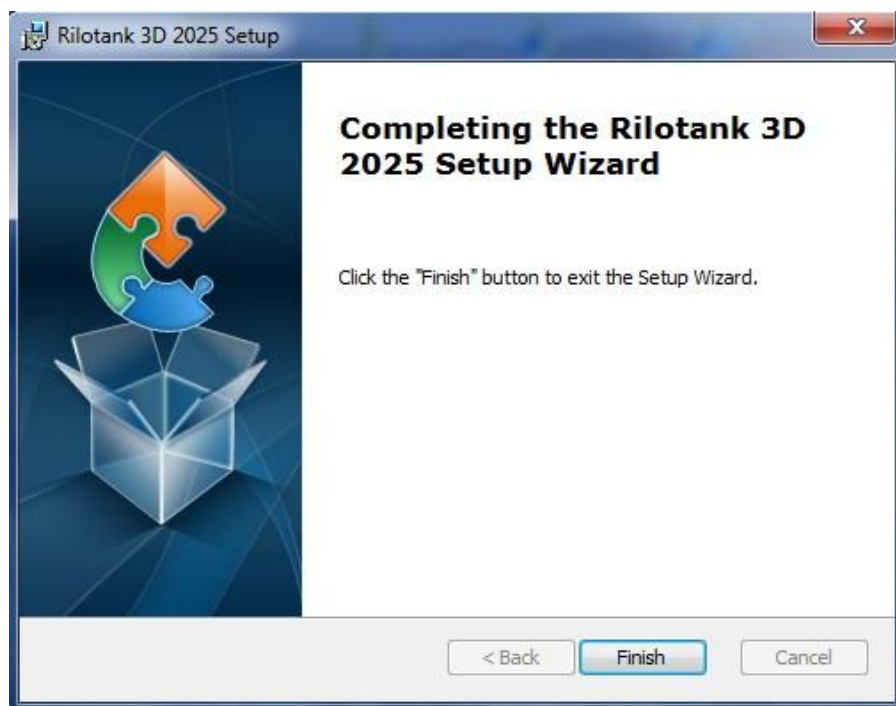 Rilotank 3D 2025 Setup
Completing the Rilotank 3D
2025 Setup Wizard
Click the "Finish" button to exit the Setup Wizard.
< Back Finish Cancel